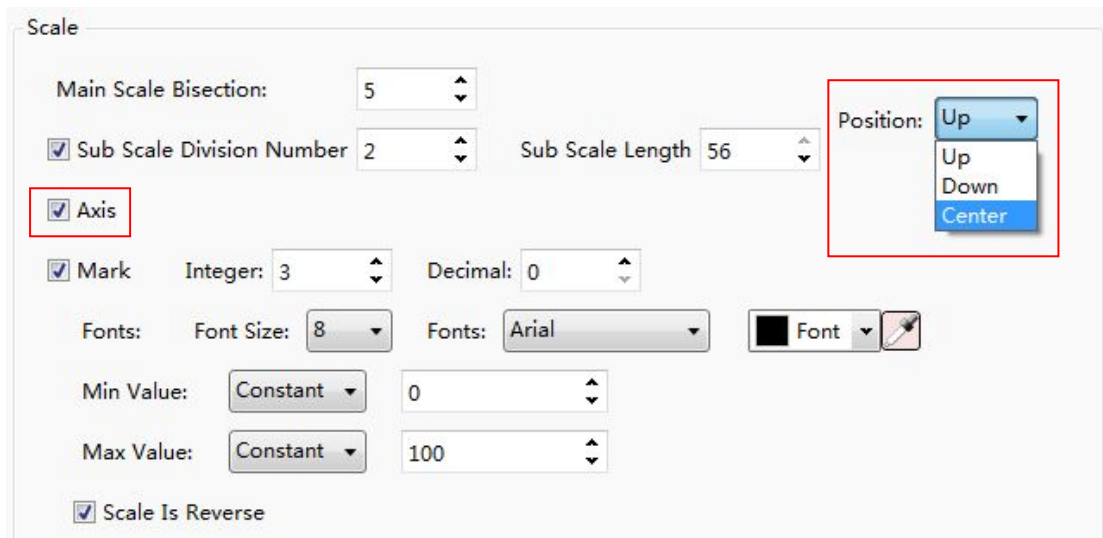 Scale
Main Scale Bisection: 5
Position: Up
Sub Scale Division Number 2 Sub Scale Length 56
Up
Down
Center
Axis
Mark Integer: 3 Decimal: 0
Fonts: Font Size: 8 Fonts: Arial Font
Min Value: Constant 0
Max Value: Constant 100
Scale Is Reverse